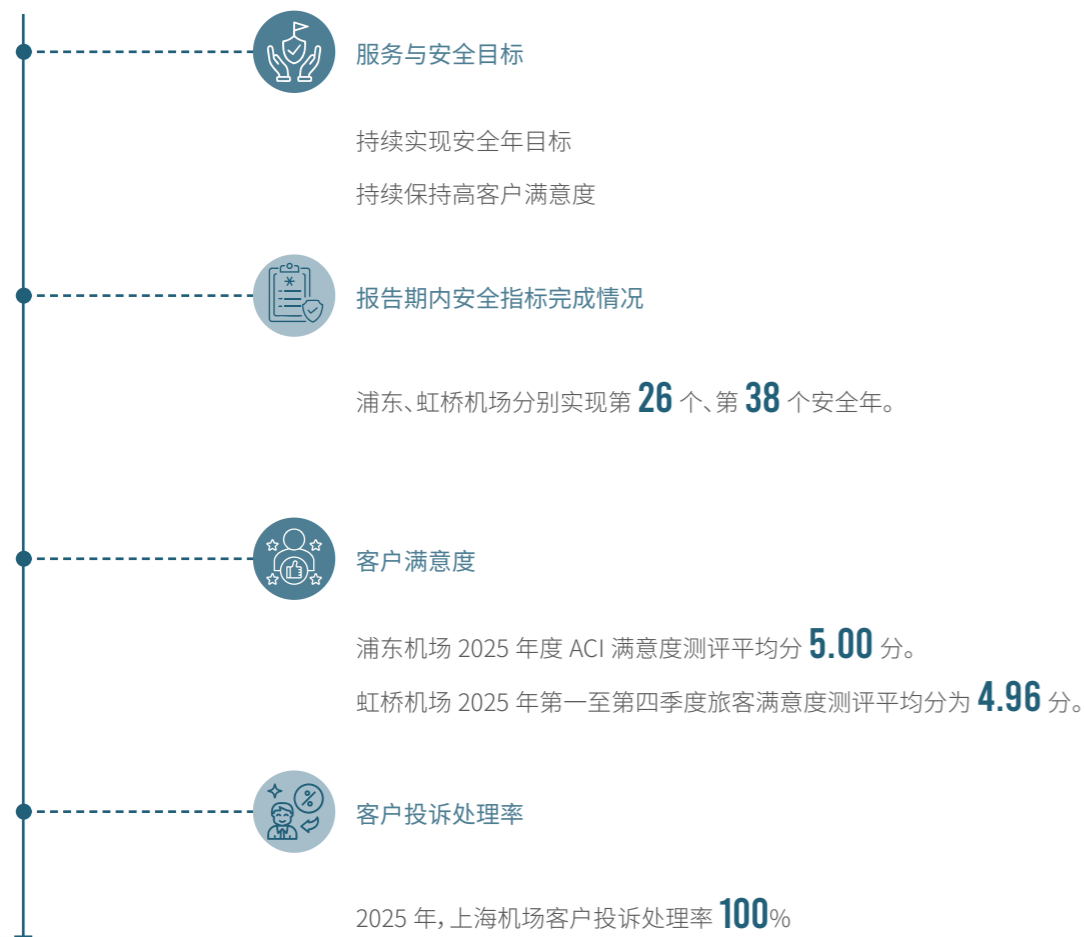 服务与安全目标
持续实现安全年目标
持续保持高客户满意度
报告期内安全指标完成情况
浦东、虹桥机场分别实现第 26 个、第 38 个安全年。
客户满意度
浦东机场 2025 年度 ACI 满意度测评平均分 5.00 分。
虹桥机场 2025 年第一至第四季度旅客满意度测评平均分为 4.96 分。
客户投诉处理率
2025 年，上海机场客户投诉处理率 100%